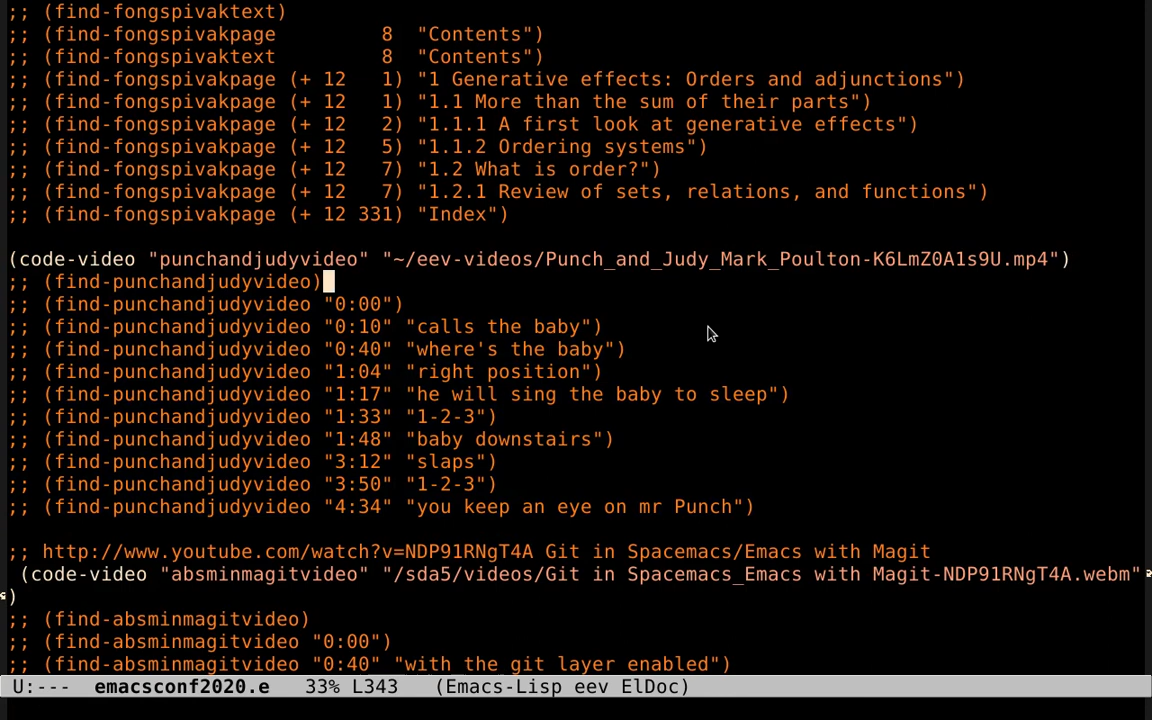 ;; (find-fongspivaktext)
;; (find-fongspivakpage         8  "Contents")
;; (find-fongspivaktext         8  "Contents")
;; (find-fongspivakpage (+ 12   1) "1 Generative effects: Orders and adjunctions")
;; (find-fongspivakpage (+ 12   1) "1.1 More than the sum of their parts")
;; (find-fongspivakpage (+ 12   2) "1.1.1 A first look at generative effects")
;; (find-fongspivakpage (+ 12   5) "1.1.2 Ordering systems")
;; (find-fongspivakpage (+ 12   7) "1.2 What is order?")
;; (find-fongspivakpage (+ 12   7) "1.2.1 Review of sets, relations, and functions")
;; (find-fongspivakpage (+ 12 331) "Index")
(code-video "punchandjudyvideo" "~/eev-videos/Punch_and_Judy_Mark_Poulton-K6LmZ0A1s9U.mp4")
;; (find-punchandjudyvideo)
;; (find-punchandjudyvideo "0:00")
;; (find-punchandjudyvideo "0:10" "calls the baby")
;; (find-punchandjudyvideo "0:40" "where's the baby")
;; (find-punchandjudyvideo "1:04" "right position")
;; (find-punchandjudyvideo "1:17" "he will sing the baby to sleep")
;; (find-punchandjudyvideo "1:33" "1-2-3")
;; (find-punchandjudyvideo "1:48" "baby downstairs")
;; (find-punchandjudyvideo "3:12" "slaps")
;; (find-punchandjudyvideo "3:50" "1-2-3")
;; (find-punchandjudyvideo "4:34" "you keep an eye on mr Punch")
;; http://www.youtube.com/watch?v=NDP91RNgT4A Git in Spacemacs/Emacs with Magit
(code-video "absminmagitvideo" "/sda5/videos/Git in Spacemacs_Emacs with Magit-NDP91RNgT4A.webm"
)
;; (find-absminmagitvideo)
;; (find-absminmagitvideo "0:00")
;; (find-absminmagitvideo "0:40" "with the git layer enabled")
U:---  emacsconf2020.e   33% L343   (Emacs-Lisp eev ElDoc)